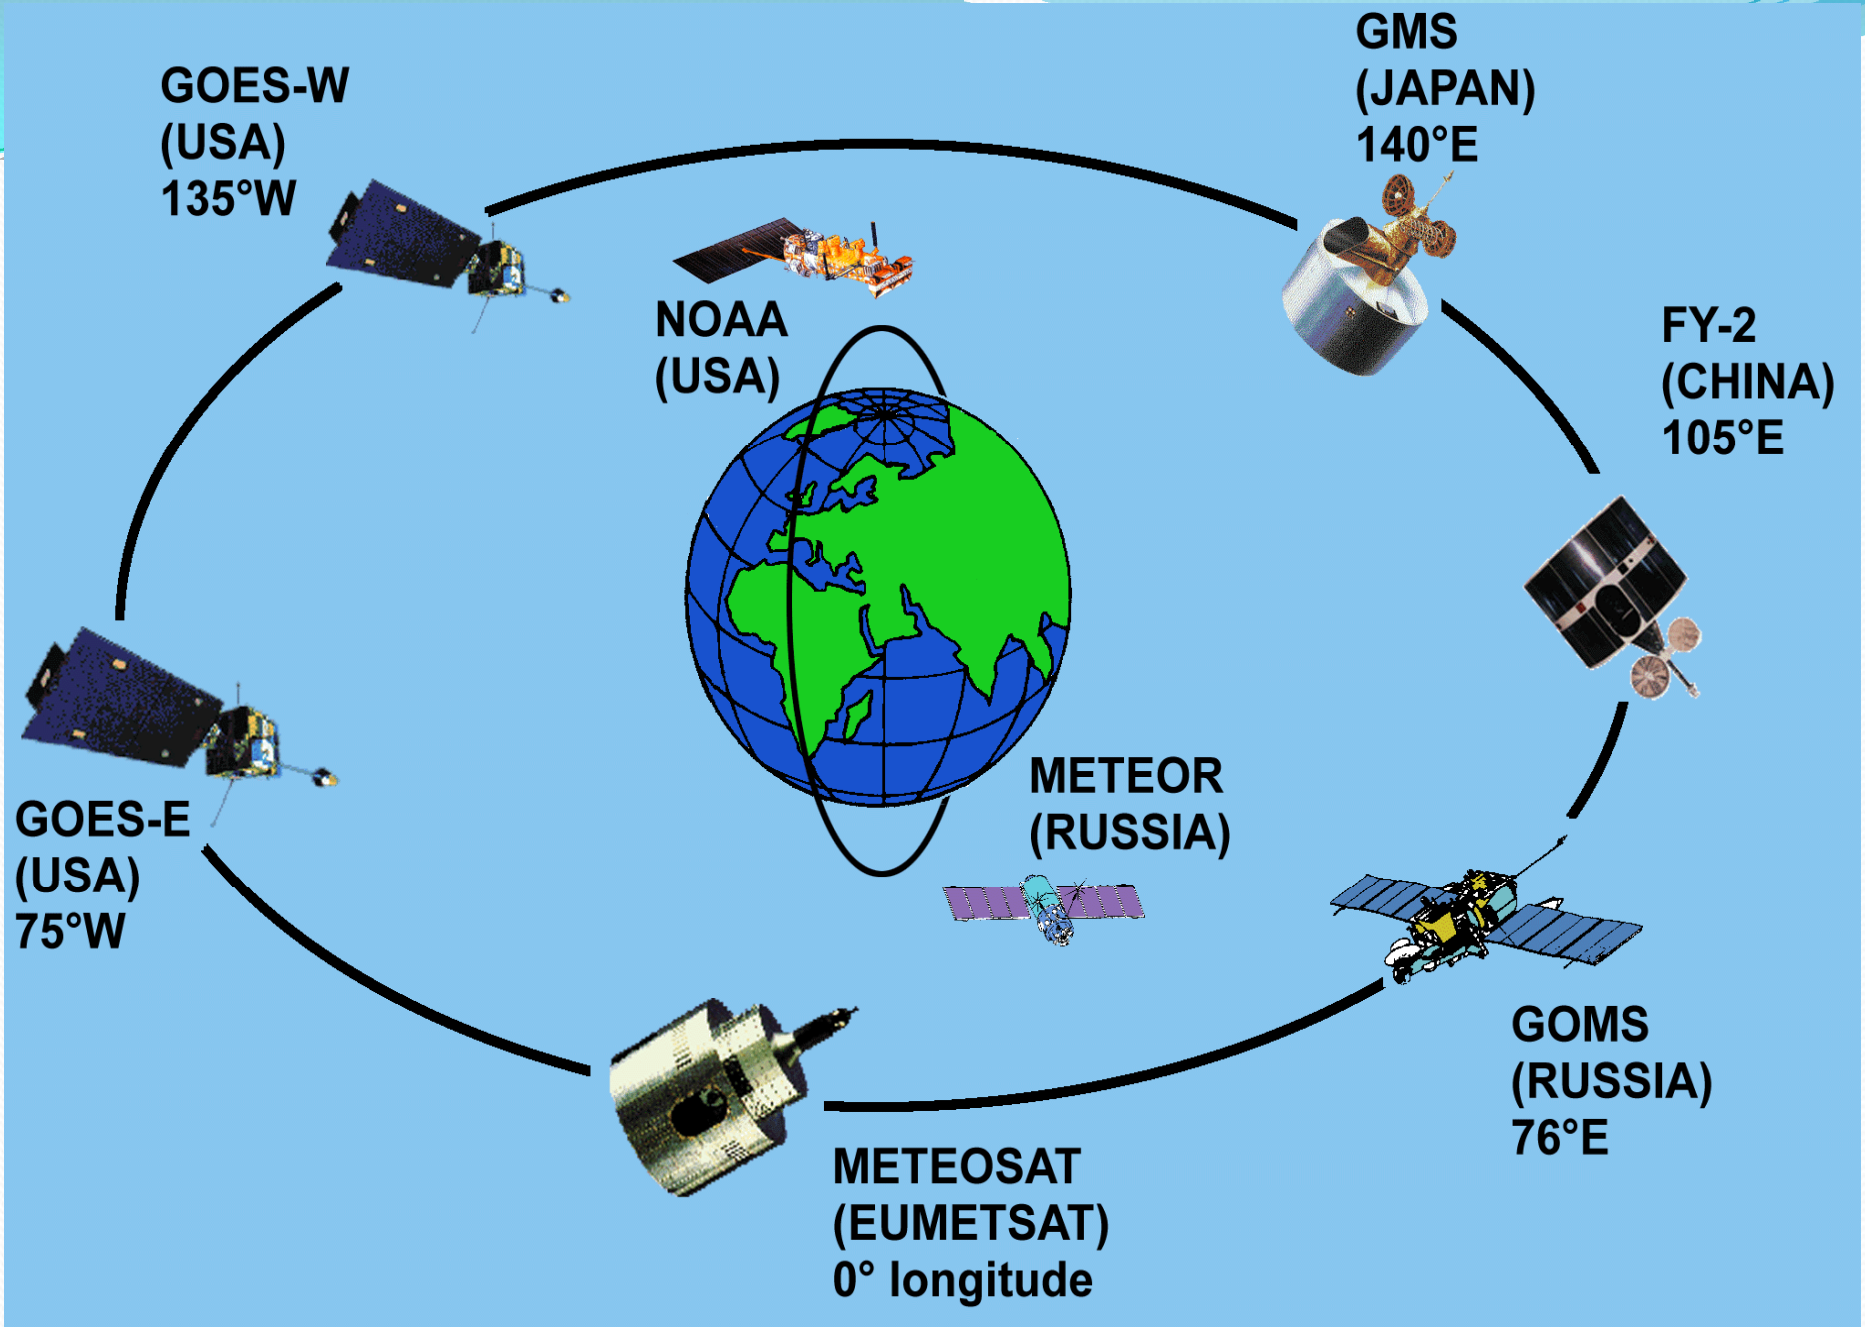 GOES-W
(USA)
135°W
GMS
(JAPAN)
140°E
NOAA
(USA)
FY-2
(CHINA)
105°E
METEOR
(RUSSIA)
GOES-E
(USA)
75°W
GOMS
(RUSSIA)
76°E
METEOSAT
(EUMETSAT)
0° longitude